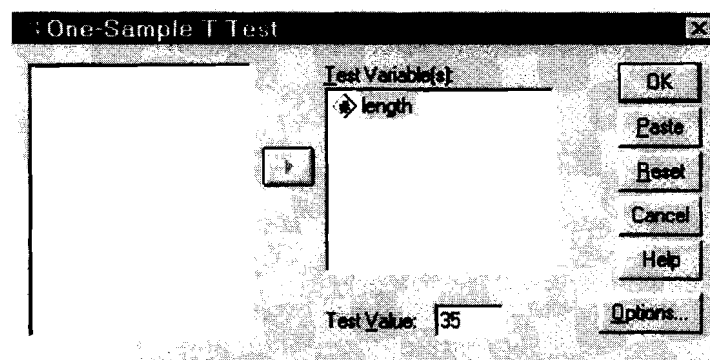 One-Sample T Test
Test Variable(s):
length
OK
Paste
Reset
Cancel
Help
Test Value: 35
Options...